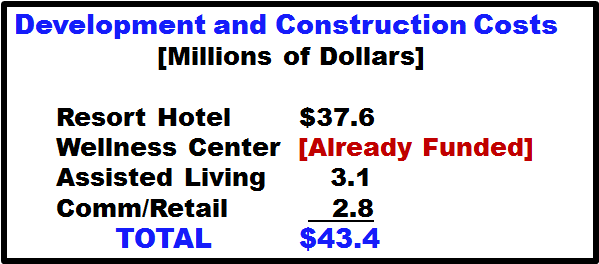 Development and Construction Costs
[Millions of Dollars]
Resort Hotel $37.6
Wellness Center [Already Funded]
Assisted Living 3.1
Comm/Retail 2.8
TOTAL $43.4